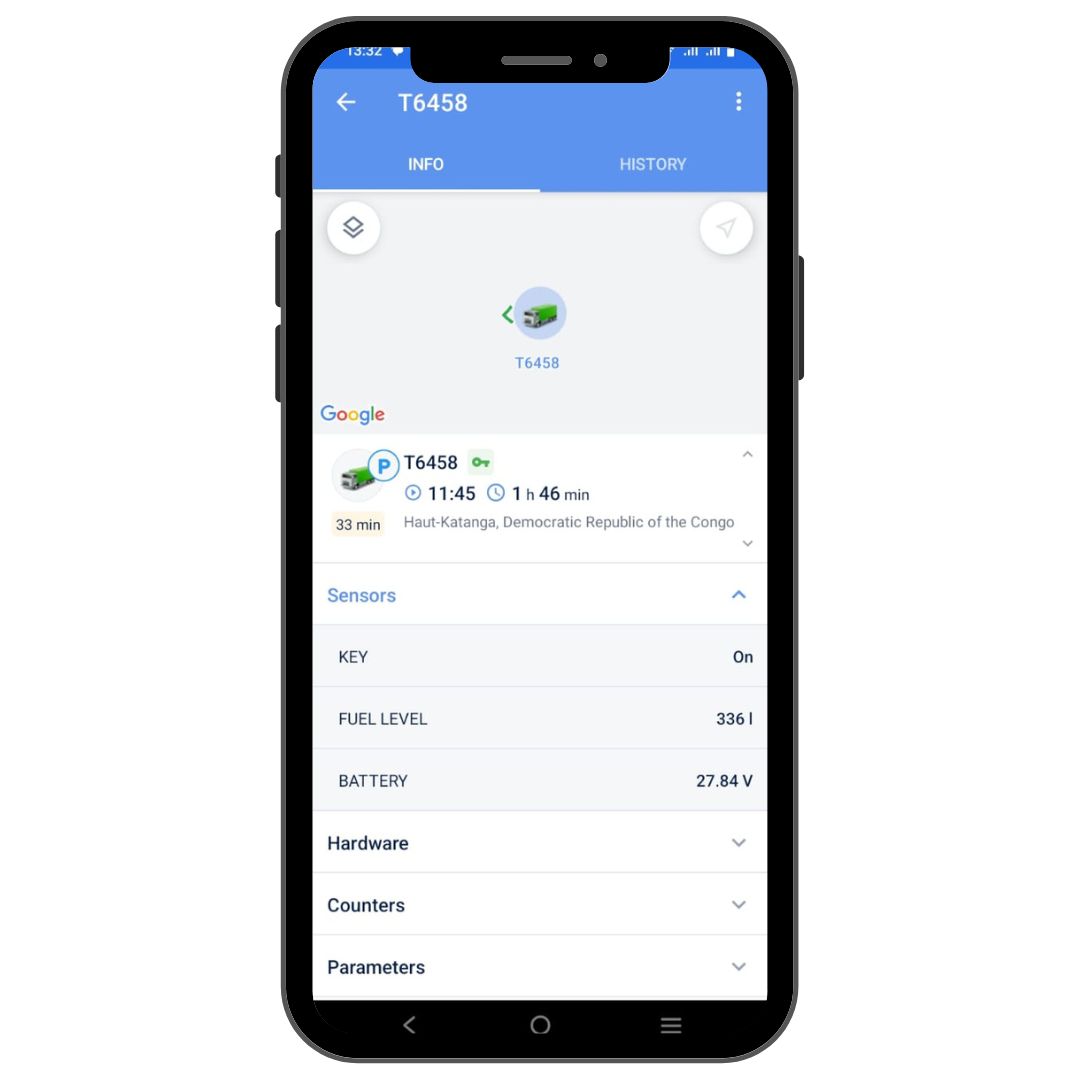 13:32
T6458
INFO HISTORY
T6458
Google
P T6458
11:45 1 h 46 min
33 min Haut-Katanga, Democratic Republic of the Congo
Sensors
KEY On
FUEL LEVEL 336 l
BATTERY 27.84 V
Hardware
Counters
Parameters